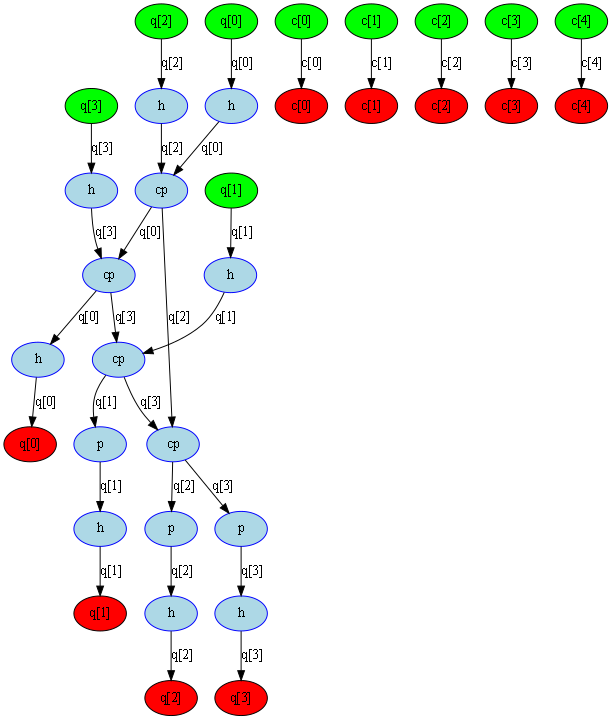 q[2] q[0] c[0] c[1] c[2] c[3] c[4]
q[2] q[0] c[0] c[1] c[2] c[3] c[4]
q[3] h h c[0] c[1] c[2] c[3] c[4]
q[3] q[2] q[0]
h cp q[1]
q[3] q[0] q[1]
cp h
q[0] q[3] q[2] q[1]
h cp
q[0] q[1] q[3]
q[0] p cp
q[1] q[2] q[3]
h p p
q[1] q[2] q[3]
q[1] h h
q[2] q[3]
q[2] q[3]